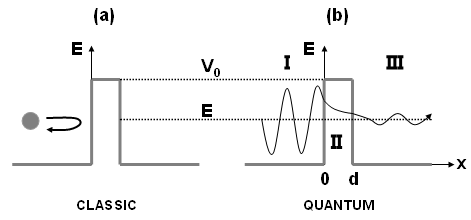 (a) (b)
E V₀ I E III
E
II
0 d x
CLASSIC QUANTUM